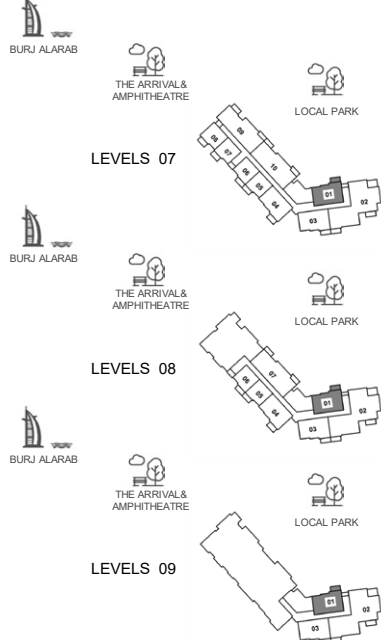 BURJ ALARAB
THE ARRIVAL&
AMPHITHEATRE
LOCAL PARK
LEVELS 07
08
09
07
10
06
05
04
01
02
03
BURJ ALARAB
THE ARRIVAL&
AMPHITHEATRE
LOCAL PARK
LEVELS 08
07
06
05
04
01
02
03
BURJ ALARAB
THE ARRIVAL&
AMPHITHEATRE
LOCAL PARK
LEVELS 09
01
02
03